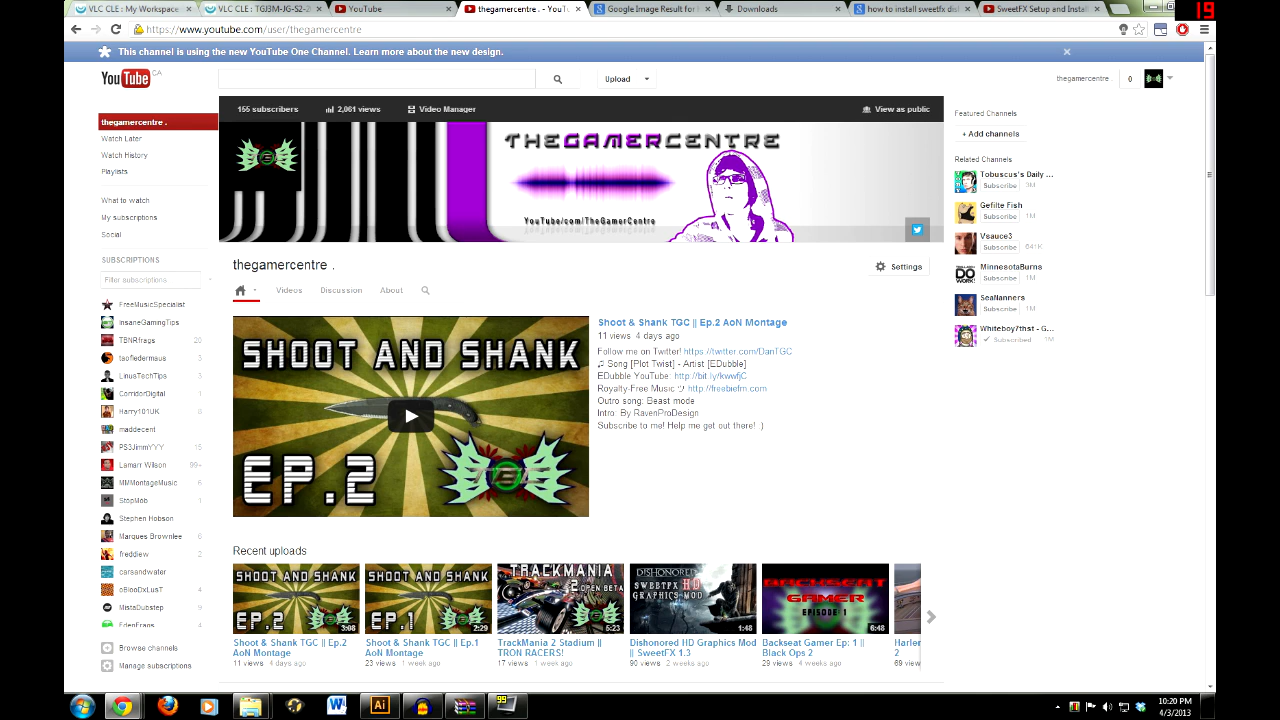 VLC CLE : My Workspace
VLC CLE : TGJ3M-JG-S2-2
YouTube
thegamercentre . - YouTu
Google Image Result for
Downloads
how to install sweetfx dish
SweetFX Setup and Install
19
https://www.youtube.com/user/thegamercentre
This channel is using the new YouTube One Channel. Learn more about the new design.
YouTube CA
Upload
thegamercentre .
0
thegamercentre .
Watch Later
Watch History
Playlists
What to watch
My subscriptions
Social
SUBSCRIPTIONS
Filter subscriptions
FreeMusicSpecialist
InsaneGamingTips
TBNRfrags 20
taofledermaus 3
LinusTechTips 3
CorridorDigital 1
Harry101UK 8
maddecent
PS3JimmYYY 15
Lamarr Wilson 99+
MMMontageMusic 6
StopMob 1
Stephen Hobson
Marques Brownlee 6
freddiew 2
carsandwater
oBlooDxLusT 4
MistaDubstep 9
EdenFrags
Browse channels
Manage subscriptions
155 subscribers
2,061 views
Video Manager
View as public
THEGAMERCENTRE
YouTube/com/TheGamerCentre
thegamercentre .
Settings
Videos
Discussion
About
SHOOT AND SHANK
EP.2
Shoot & Shank TGC || Ep.2 AoN Montage
11 views 4 days ago
Follow me on Twitter! https://twitter.com/DanTGC
♫ Song [Plot Twist] - Artist [EDubble]
EDubble YouTube: http://bit.ly/kwwfjC
Royalty-Free Music ツ http://freebiefm.com
Outro song: Beast mode
Intro: By RavenProDesign
Subscribe to me! Help me get out there! :)
Recent uploads
SHOOT AND SHANK
EP.2
3:08
Shoot & Shank TGC || Ep.2
AoN Montage
11 views 4 days ago
SHOOT AND SHANK
EP.1
2:29
Shoot & Shank TGC || Ep.1
AoN Montage
23 views 1 week ago
TRACKMANIA
2 OPEN BETA
5:23
TrackMania 2 Stadium ||
TRON RACERS!
17 views 1 week ago
DISHONORED
SWEETFX HD
GRAPHICS-MOD
1:48
Dishonored HD Graphics Mod
|| SweetFX 1.3
90 views 2 weeks ago
BACKSEAT
GAMER
EPISODE: 1
6:48
Backseat Gamer Ep: 1 ||
Black Ops 2
29 views 4 weeks ago
Harler
2
69 view
Featured Channels
+ Add channels
Related Channels
Tobuscus's Daily ...
Subscribe 3M
Gefilte Fish
Subscribe 1M
Vsauce3
Subscribe 641K
MinnesotaBurns
Subscribe 1M
SeaNanners
Subscribe 1M
Whiteboy7thst - G...
Subscribed 1M
99
10:20 PM
4/3/2013